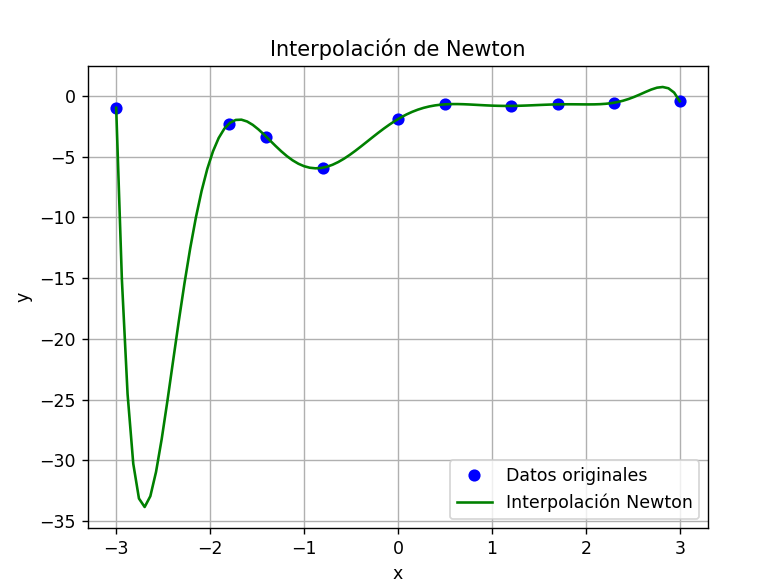 Interpolación de Newton
y
0
−5
−10
−15
−20
−25
−30
−35
−3 −2 −1 0 1 2 3
x
Datos originales
Interpolación Newton